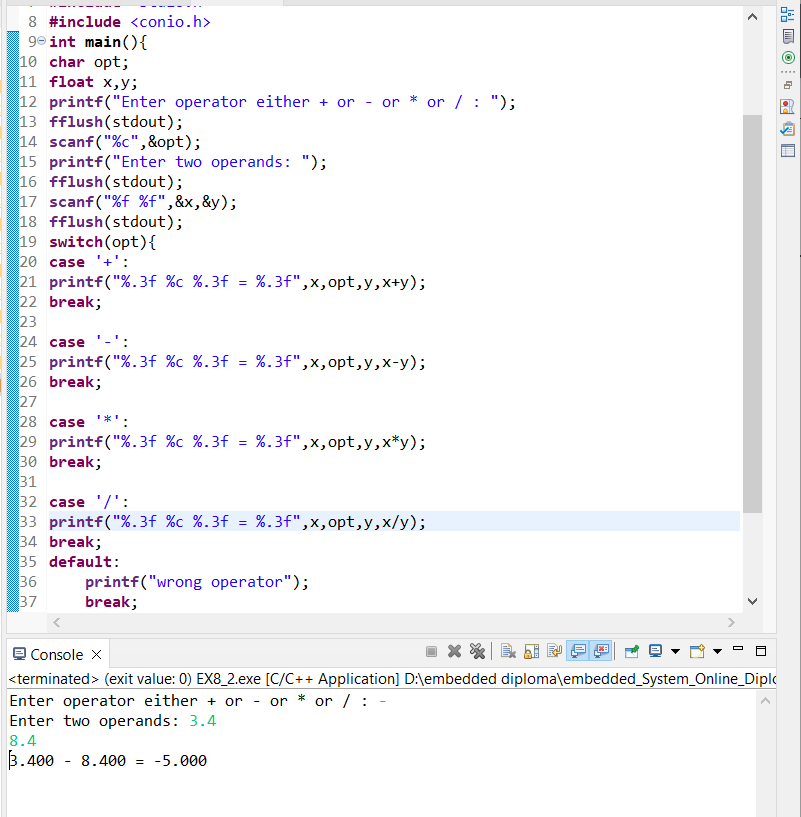 8 #include <conio.h>
9 int main(){
10 char opt;
11 float x,y;
12 printf("Enter operator either + or - or * or / : ");
13 fflush(stdout);
14 scanf("%c",&opt);
15 printf("Enter two operands: ");
16 fflush(stdout);
17 scanf("%f %f",&x,&y);
18 fflush(stdout);
19 switch(opt){
20 case '+':
21 printf("%.3f %c %.3f = %.3f",x,opt,y,x+y);
22 break;
23
24 case '-':
25 printf("%.3f %c %.3f = %.3f",x,opt,y,x-y);
26 break;
27
28 case '*':
29 printf("%.3f %c %.3f = %.3f",x,opt,y,x*y);
30 break;
31
32 case '/':
33 printf("%.3f %c %.3f = %.3f",x,opt,y,x/y);
34 break;
35 default:
36 printf("wrong operator");
37 break;
Console
<terminated> (exit value: 0) EX8_2.exe [C/C++ Application] D:\embedded diploma\embedded_System_Online_Diplo
Enter operator either + or - or * or / : -
Enter two operands: 3.4
8.4
3.400 - 8.400 = -5.000